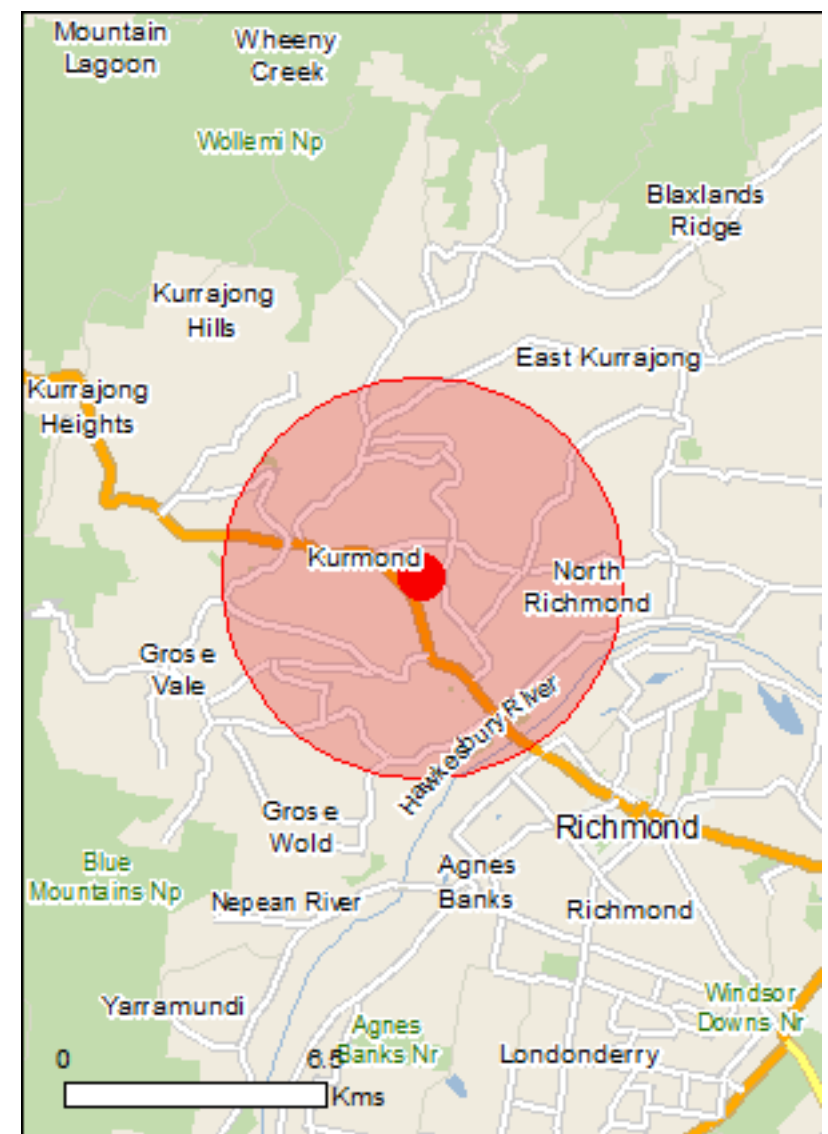 Mountain
Lagoon
Wheeny
Creek
Wollemi Np
Blaxlands
Ridge
Kurrajong
Hills
East Kurrajong
Kurrajong
Heights
Kurmond
North
Richmond
Grose
Vale
Hawkesbury River
Grose
Wold
Richmond
Blue
Mountains Np
Agnes
Banks
Nepean River
Richmond
Yarramundi
Windsor
Downs Nr
Agnes
Banks Nr
Londonderry
0
6.5
Kms